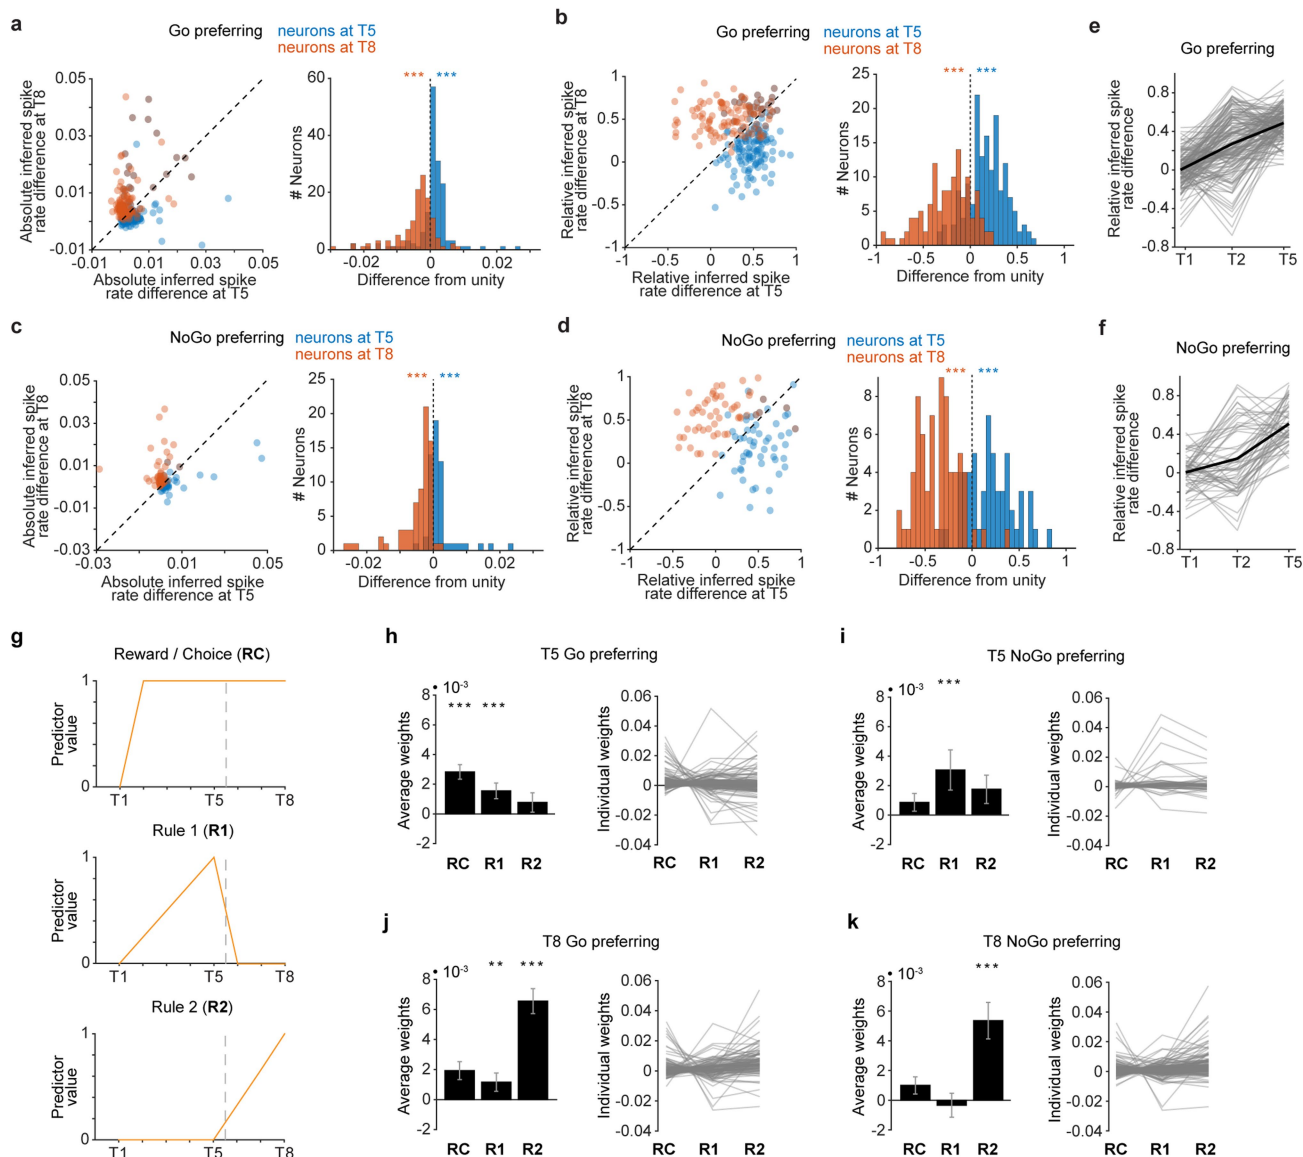 a
Go preferring
neurons at T5
neurons at T8
Absolute inferred spike
rate difference at T8
0.05
0.03
0.01
-0.01
-0.01
0.01
0.03
0.05
Absolute inferred spike
rate difference at T5
# Neurons
60
40
20
0
*** ***
-0.02
0
0.02
Difference from unity
b
Go preferring
neurons at T5
neurons at T8
Relative inferred spike
rate difference at T8
1
0.5
0
-0.5
-1
-1
-0.5
0
0.5
1
Relative inferred spike
rate difference at T5
# Neurons
25
20
15
10
5
0
*** ***
-1
-0.5
0
0.5
1
Difference from unity
e
Go preferring
Relative inferred spike
rate difference
0.8
0.4
0
-0.4
-0.8
T1
T2
T5
c
NoGo preferring
neurons at T5
neurons at T8
Absolute inferred spike
rate difference at T8
0.05
0.03
0.01
-0.01
-0.03
-0.03
-0.01
0.01
Absolute inferred spike
rate difference at T5
# Neurons
25
20
15
10
5
0
*** ***
-0.02
0
0.02
Difference from unity
d
NoGo preferring
neurons at T5
neurons at T8
Relative inferred spike
rate difference at T8
1
0.5
0
-0.5
-1
-1
-0.5
0
0.5
1
Relative inferred spike
rate difference at T5
# Neurons
8
6
4
2
0
*** ***
-1
-0.5
0
0.5
1
Difference from unity
f
NoGo preferring
Relative inferred spike
rate difference
0.8
0.4
0
-0.4
-0.8
T1
T2
T5
g
Reward / Choice (RC)
Predictor
value
1
0
T1
T5
T8
Rule 1 (R1)
Predictor
value
1
0
T1
T5
T8
Rule 2 (R2)
Predictor
value
1
0
T1
T5
T8
h
T5 Go preferring
• 10-3
Average weights
8
6
4
2
0
-2
*** ***
RC
R1
R2
Individual weights
0.06
0.04
0.02
0
-0.02
-0.04
RC
R1
R2
i
T5 NoGo preferring
• 10-3
Average weights
8
6
4
2
0
-2
***
RC
R1
R2
Individual weights
0.06
0.04
0.02
0
-0.02
-0.04
RC
R1
R2
j
T8 Go preferring
• 10-3
Average weights
8
6
4
2
0
-2
** ***
RC
R1
R2
Individual weights
0.06
0.04
0.02
0
-0.02
-0.04
RC
R1
R2
k
T8 NoGo preferring
• 10-3
Average weights
8
6
4
2
0
-2
***
RC
R1
R2
Individual weights
0.06
0.04
0.02
0
-0.02
-0.04
RC
R1
R2